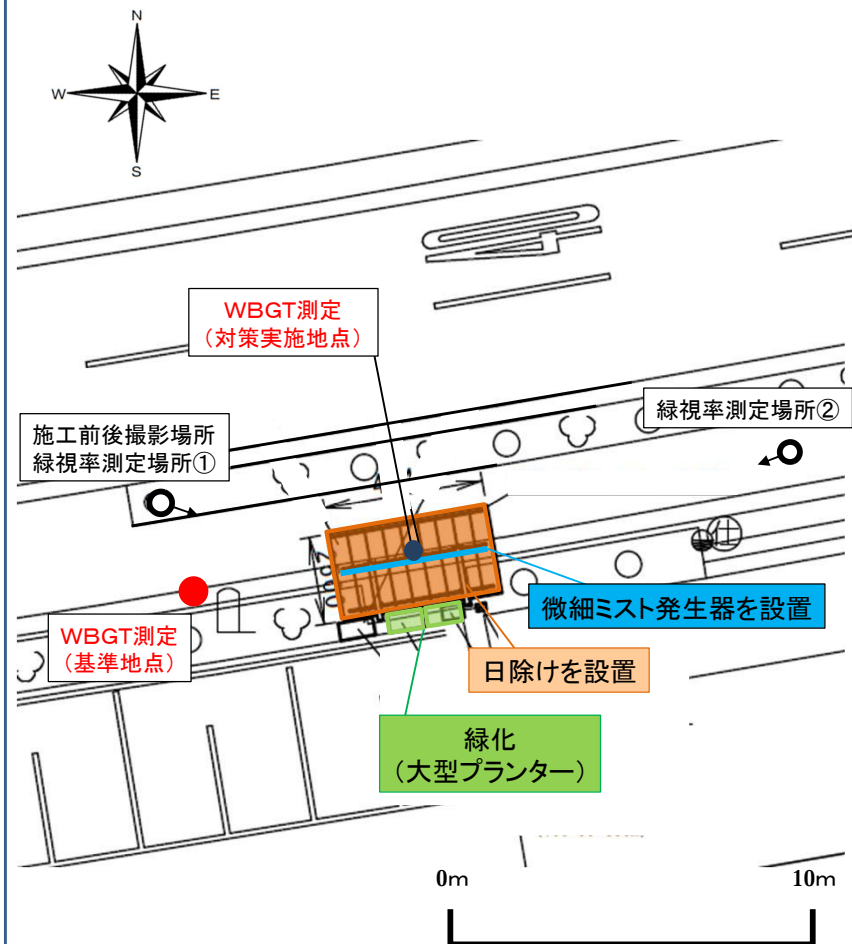 N
W
E
S
WBGT測定
(対策実施地点)
施工前後撮影場所
緑視率測定場所①
緑視率測定場所②
仕
微細ミスト発生器を設置
WBGT測定
(基準地点)
日除けを設置
緑化
(大型プランター)
0m
10m